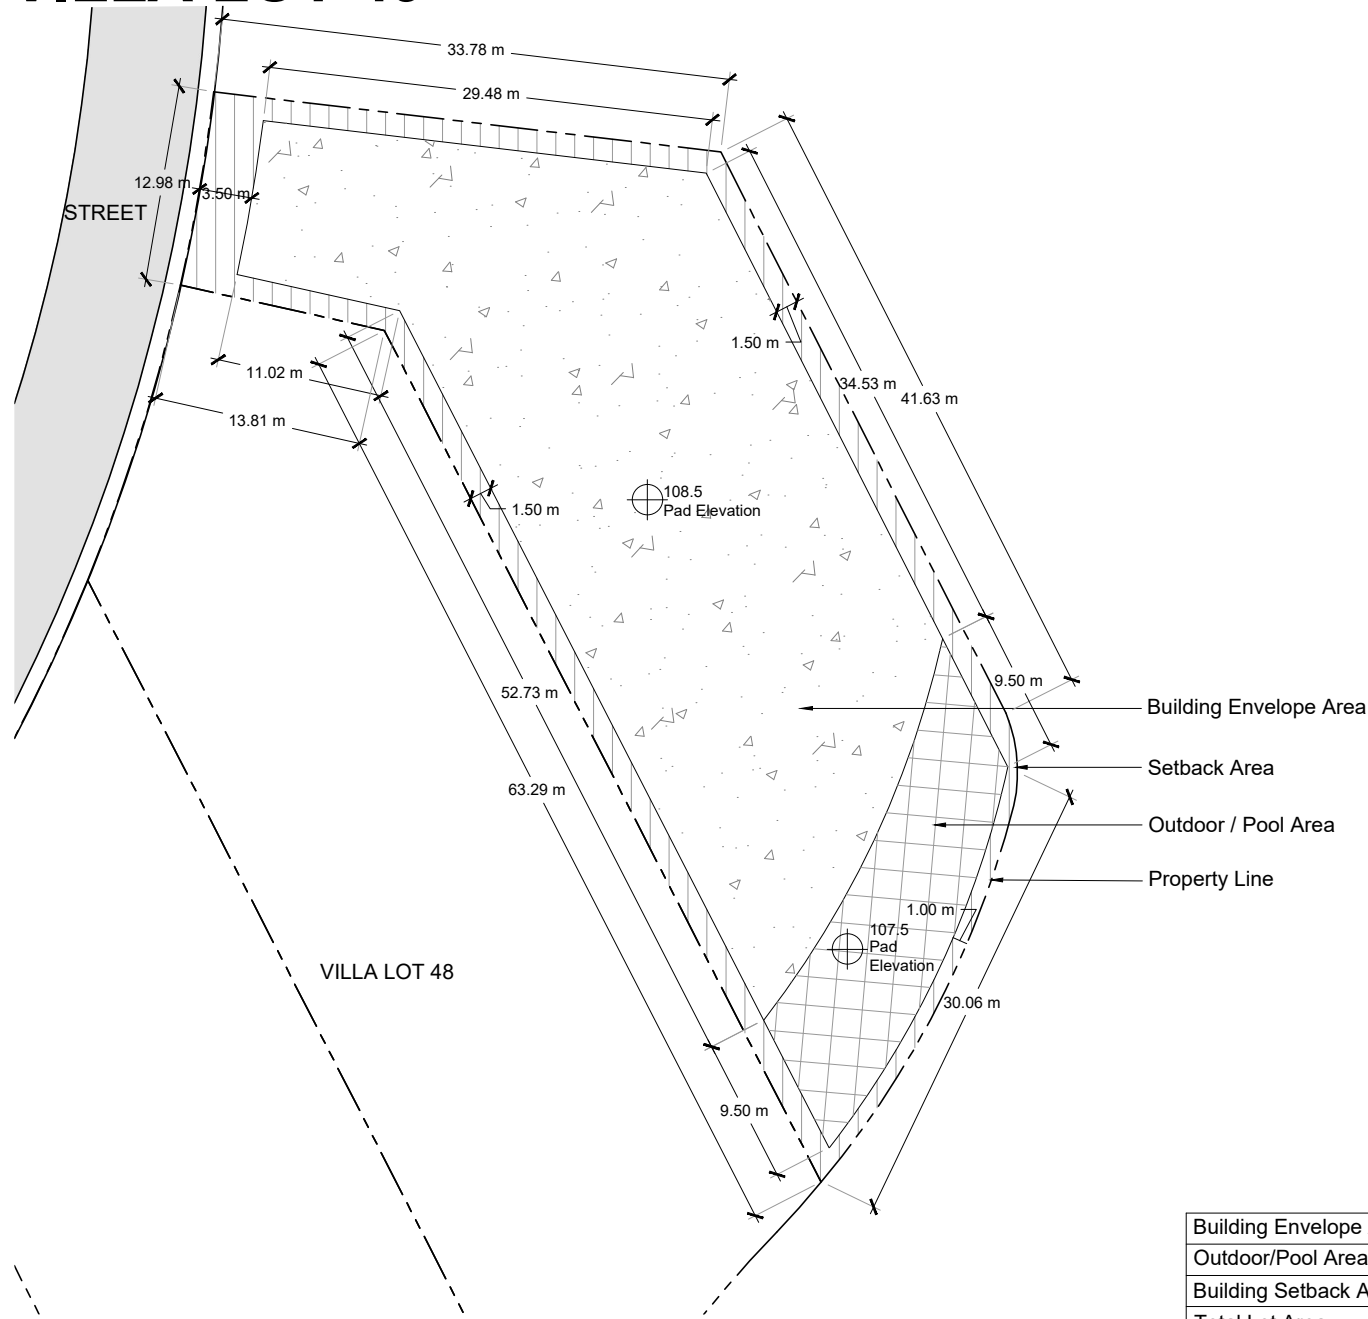 33.78 m
29.48 m
12.98 m
3.50 m
STREET
1.50 m
34.53 m
41.63 m
11.02 m
13.81 m
108.5
Pad Elevation
1.50 m
9.50 m
52.73 m
Building Envelope Area
Setback Area
63.29 m
Outdoor / Pool Area
Property Line
1.00 m
107.5
Pad
Elevation
VILLA LOT 48
30.06 m
9.50 m
Building Envelope
Outdoor/Pool Area
Building Setback A